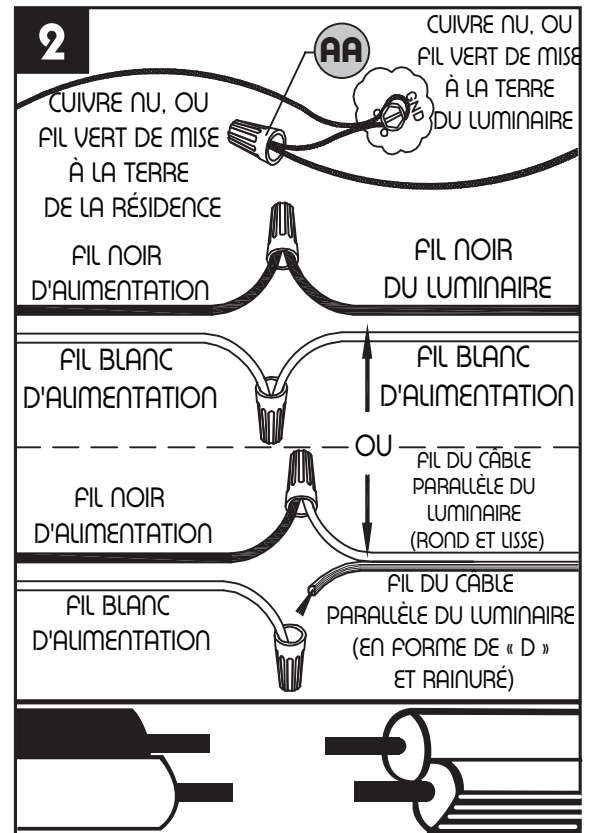 2
AA
CUIVRE NU, OU
FIL VERT DE MISE
À LA TERRE
DU LUMINAIRE
GND
CUIVRE NU, OU
FIL VERT DE MISE
À LA TERRE
DE LA RÉSIDENCE
FIL NOIR
D'ALIMENTATION
FIL NOIR
DU LUMINAIRE
FIL BLANC
D'ALIMENTATION
FIL BLANC
D'ALIMENTATION
OU
FIL NOIR
D'ALIMENTATION
FIL DU CÂBLE
PARALLÈLE DU
LUMINAIRE
(ROND ET LISSE)
FIL BLANC
D'ALIMENTATION
FIL DU CÂBLE
PARALLÈLE DU LUMINAIRE
(EN FORME DE « D »
ET RAINURÉ)